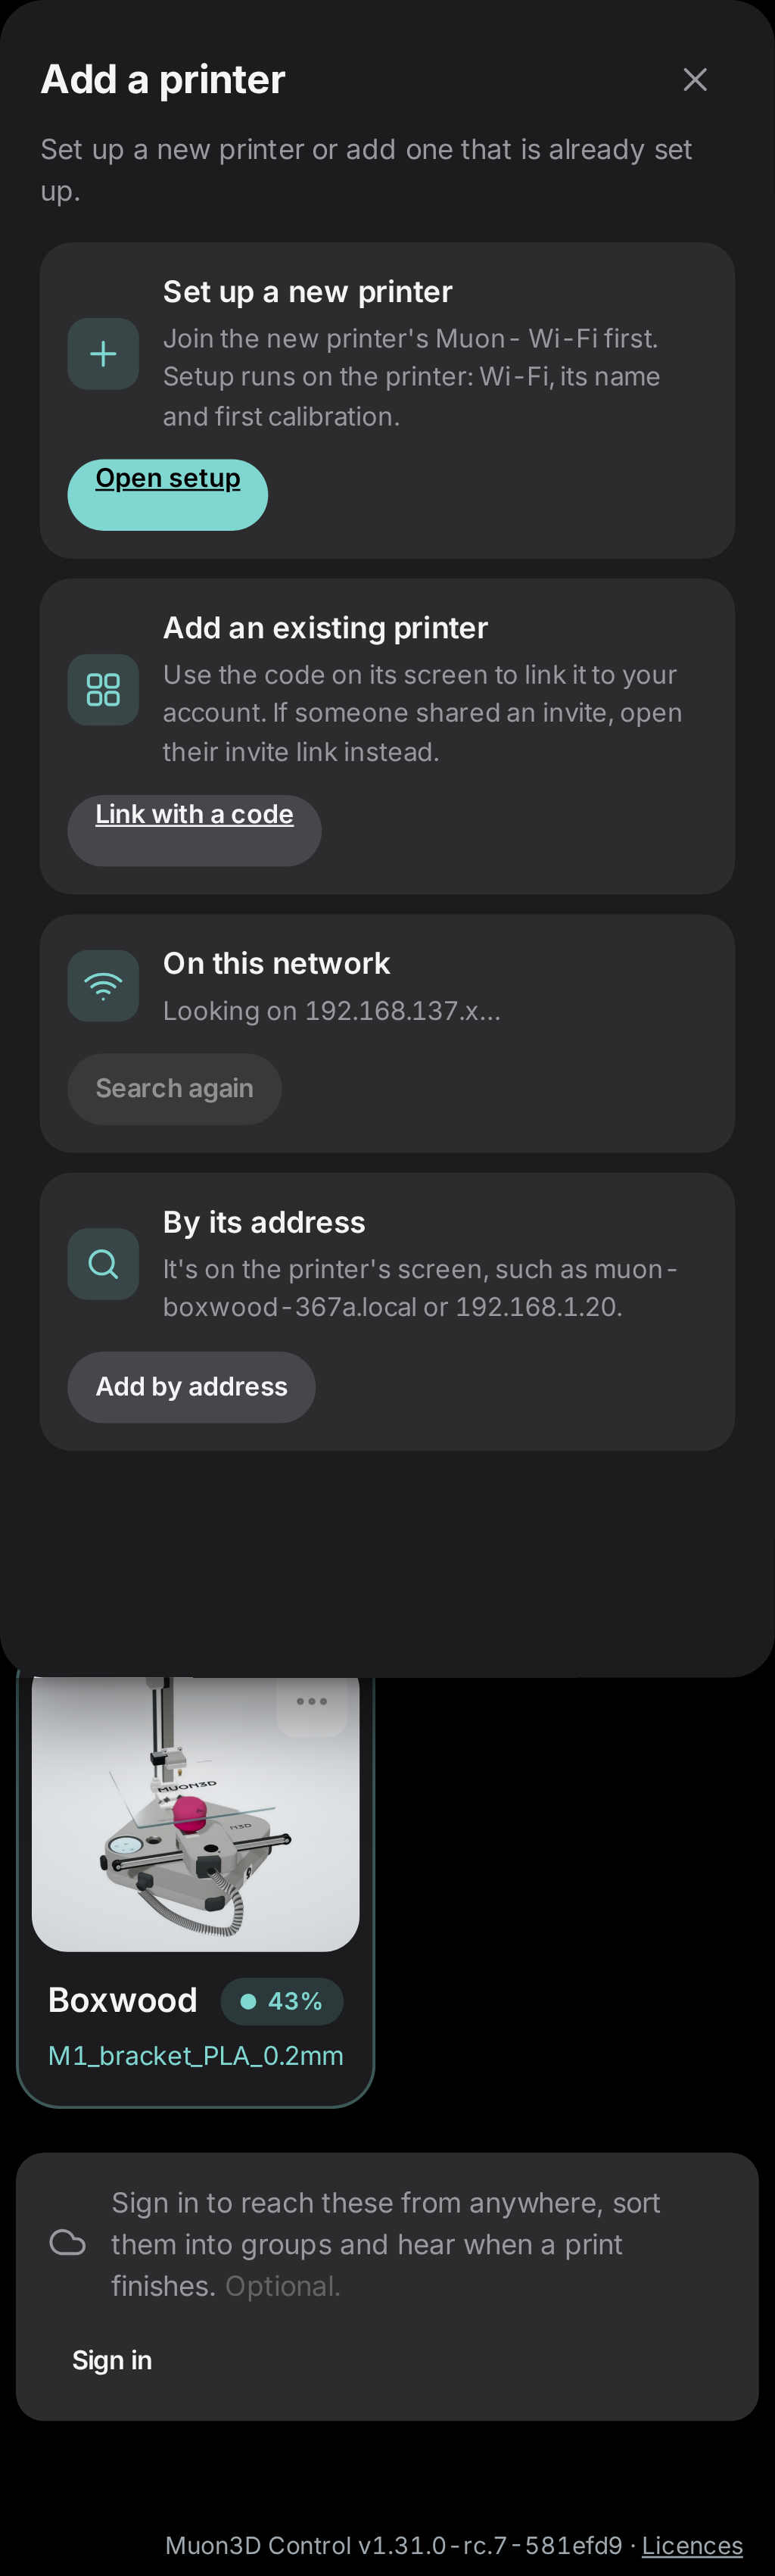 Add a printer
Set up a new printer or add one that is already set
up.
Set up a new printer
Join the new printer's Muon- Wi-Fi first.
Setup runs on the printer: Wi-Fi, its name
and first calibration.
Open setup
Add an existing printer
Use the code on its screen to link it to your
account. If someone shared an invite, open
their invite link instead.
Link with a code
On this network
Looking on 192.168.137.x...
Search again
By its address
It's on the printer's screen, such as muon-
boxwood-367a.local or 192.168.1.20.
Add by address
MUON3D
M3D
Boxwood
43%
M1_bracket_PLA_0.2mm
Sign in to reach these from anywhere, sort
them into groups and hear when a print
finishes. Optional.
Sign in
Muon3D Control v1.31.0-rc.7-581efd9 · Licences